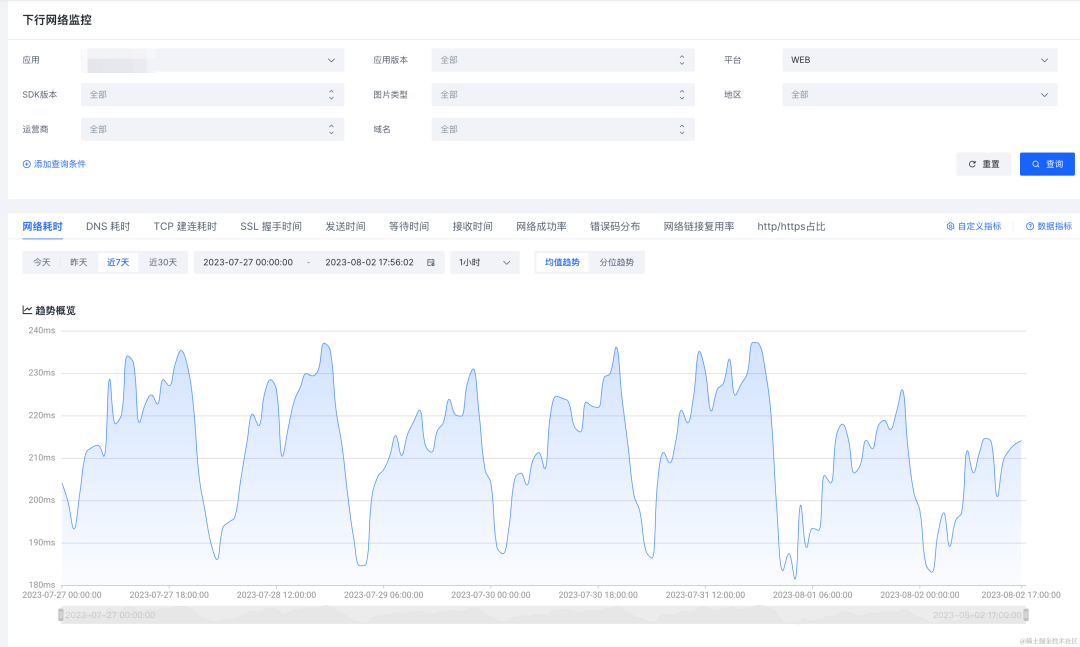 下行网络监控
应用 应用版本 全部 平台 WEB
SDK版本 全部 图片类型 全部 地区 全部
运营商 全部 域名 全部
添加查询条件 重置 查询
网络耗时 DNS 耗时 TCP 建连耗时 SSL 握手时间 发送时间 等待时间 接收时间 网络成功率 错误码分布 网络链接复用率 http/https占比 自定义指标 数据指标
今天 昨天 近7天 近30天 2023-07-27 00:00:00 - 2023-08-02 17:56:02 1小时 均值趋势 分位趋势
趋势概览
240ms
230ms
220ms
210ms
200ms
190ms
180ms
2023-07-27 00:00:00 2023-07-27 18:00:00 2023-07-28 12:00:00 2023-07-29 06:00:00 2023-07-30 00:00:00 2023-07-30 18:00:00 2023-07-31 12:00:00 2023-08-01 06:00:00 2023-08-02 00:00:00 2023-08-02 17:00:00
2023-07-27 00:00:00 2023-08-02 17:00:00
@稀土掘金技术社区